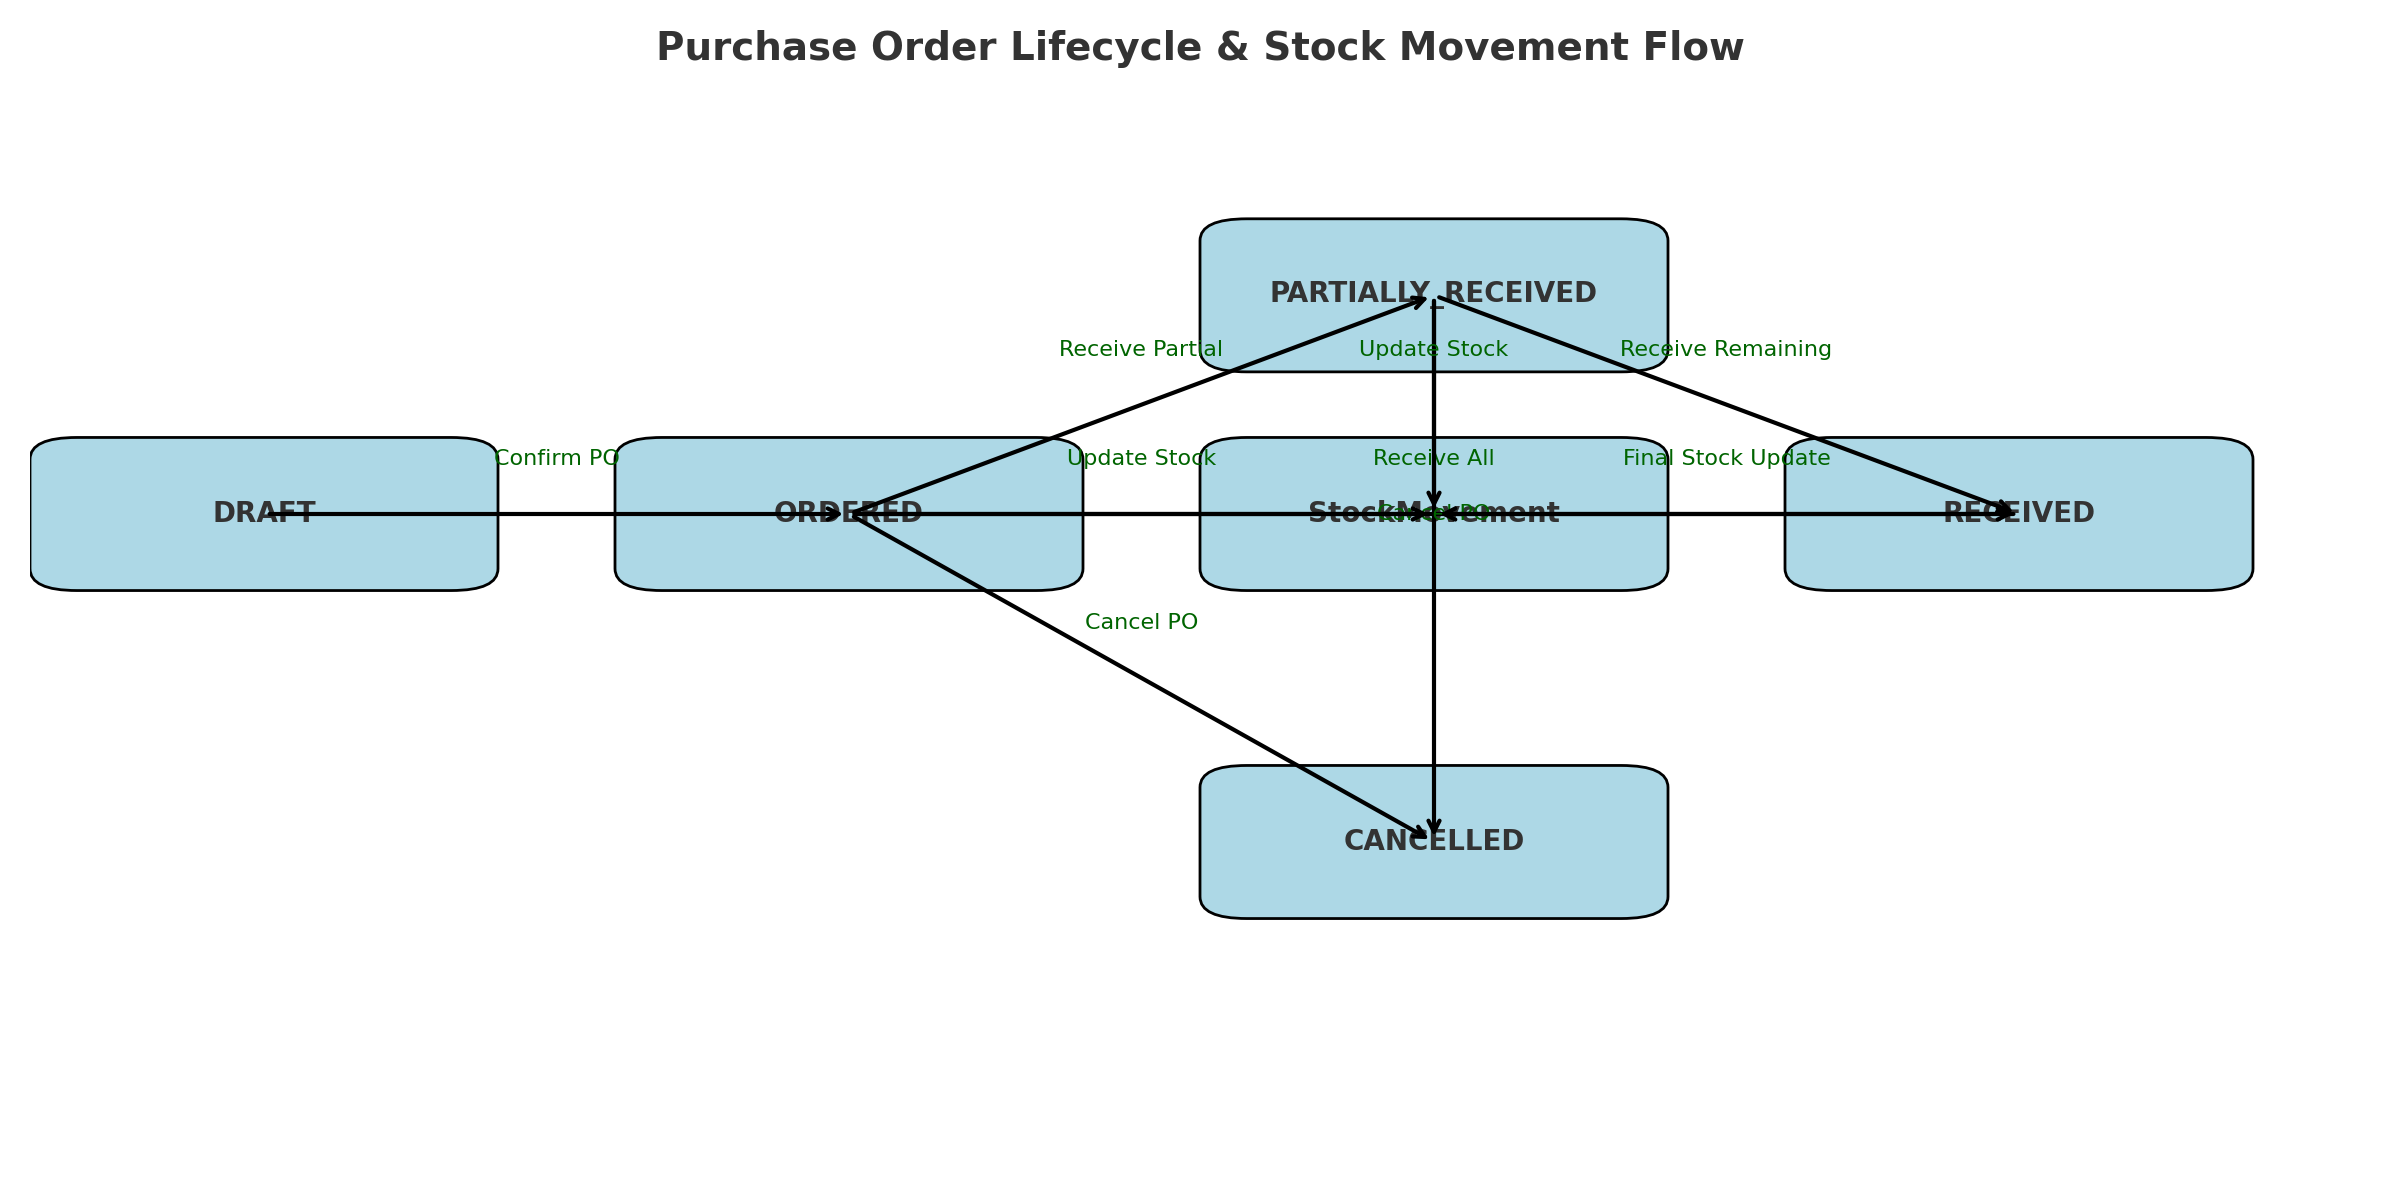 Purchase Order Lifecycle & Stock Movement Flow
PARTIALLY_RECEIVED
Receive Partial
Update Stock
Receive Remaining
Confirm PO
Update Stock
Receive All
Final Stock Update
DRAFT
ORDERED
StockMovement
Cancel PO
RECEIVED
Cancel PO
CANCELLED